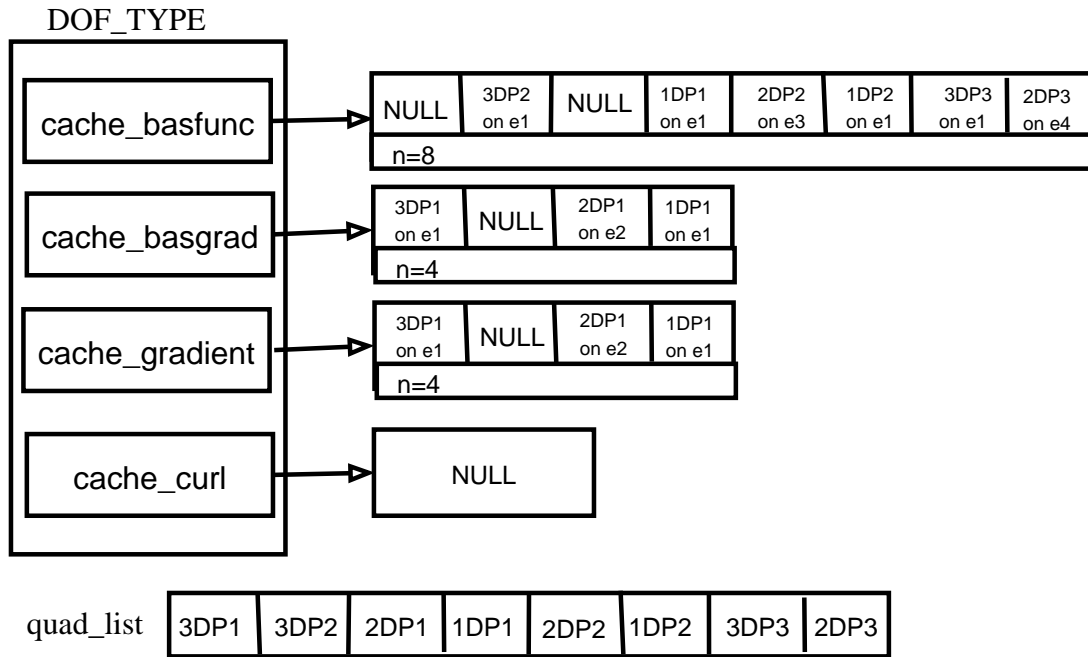 DOF_TYPE
cache_basfunc
NULL
3DP2
on e1
NULL
1DP1
on e1
2DP2
on e3
1DP2
on e1
3DP3
on e1
2DP3
on e4
n=8
cache_basgrad
3DP1
on e1
NULL
2DP1
on e2
1DP1
on e1
n=4
cache_gradient
3DP1
on e1
NULL
2DP1
on e2
1DP1
on e1
n=4
cache_curl
NULL
quad_list 3DP1 3DP2 2DP1 1DP1 2DP2 1DP2 3DP3 2DP3